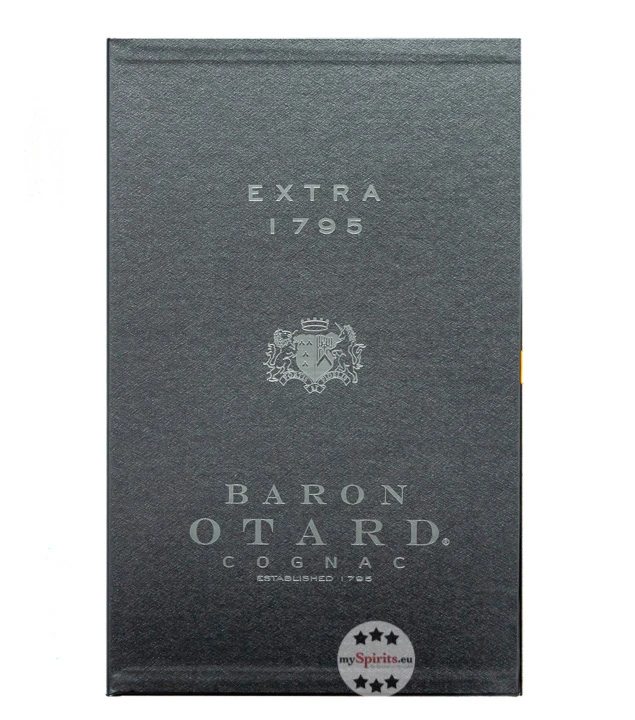 EXTRA
1795
BARON
OTARD®
COGNAC
ESTABLISHED 1795
mySpirits.eu